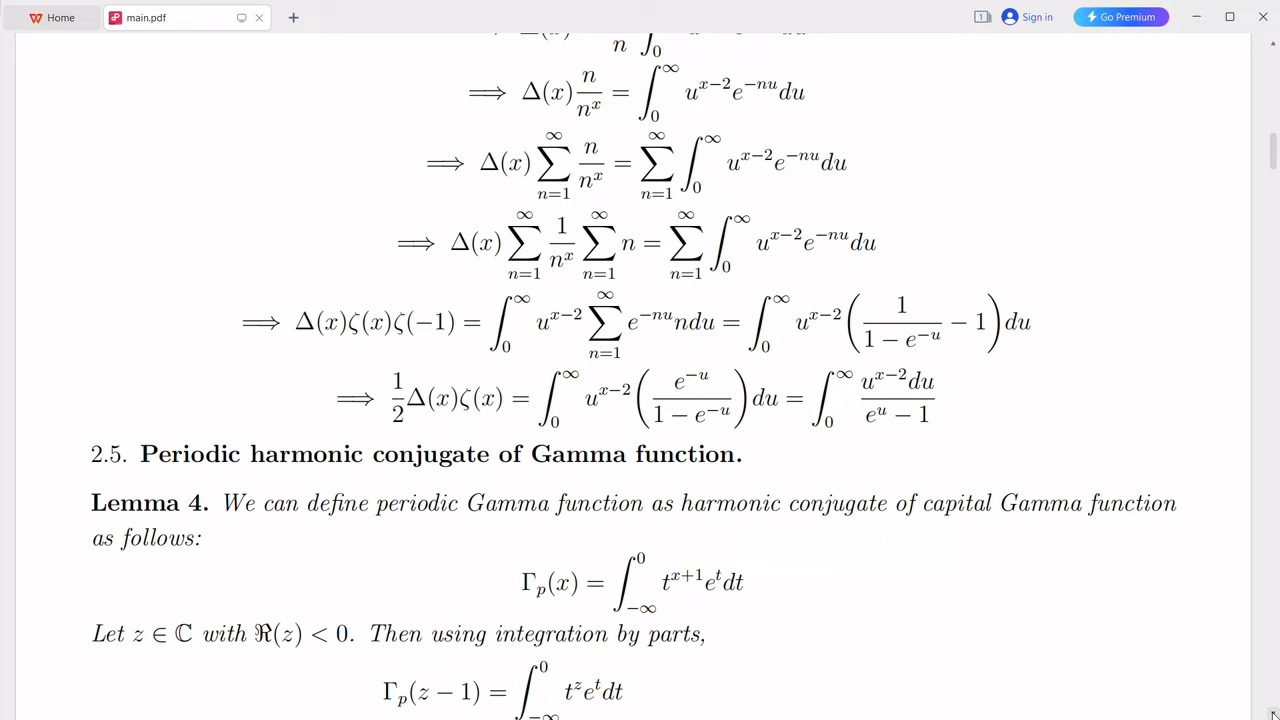 Home
main.pdf
Sign in
Go Premium
n ∫_0
⟹ Δ(x) n/n^x = ∫_0^∞ u^{x−2} e^{−nu} du
⟹ Δ(x) ∑_{n=1}^∞ n/n^x = ∑_{n=1}^∞ ∫_0^∞ u^{x−2} e^{−nu} du
⟹ Δ(x) ∑_{n=1}^∞ 1/n^x ∑_{n=1}^∞ n = ∑_{n=1}^∞ ∫_0^∞ u^{x−2} e^{−nu} du
⟹ Δ(x)ζ(x)ζ(−1) = ∫_0^∞ u^{x−2} ∑_{n=1}^∞ e^{−nu} ndu = ∫_0^∞ u^{x−2} (1/(1 − e^{−u}) − 1) du
⟹ 1/2 Δ(x)ζ(x) = ∫_0^∞ u^{x−2} (e^{−u}/(1 − e^{−u})) du = ∫_0^∞ u^{x−2}du/(e^u − 1)
2.5. Periodic harmonic conjugate of Gamma function.
Lemma 4. We can define periodic Gamma function as harmonic conjugate of capital Gamma function
as follows:
Γ_p(x) = ∫_{−∞}^0 t^{x+1} e^t dt
Let z ∈ ℂ with ℜ(z) < 0. Then using integration by parts,
Γ_p(z − 1) = ∫_{−∞}^0 t^z e^t dt